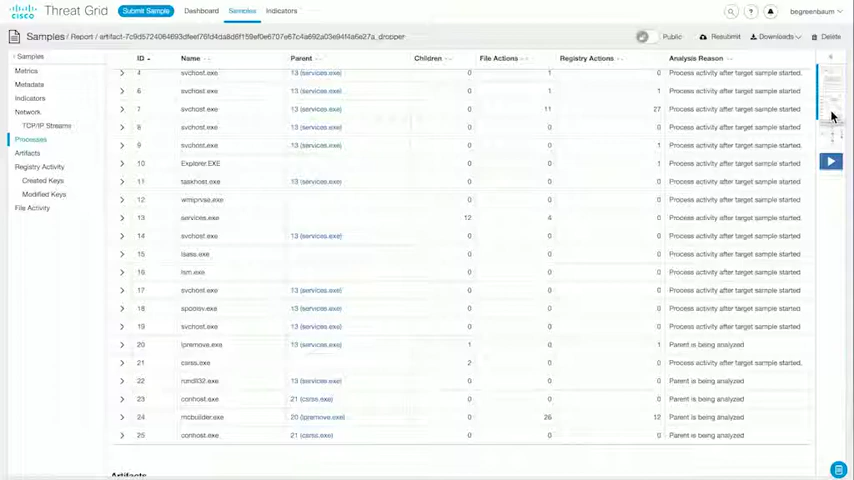 CISCO Threat Grid Submit Sample Dashboard Samples Indicators ? begreenbaum
Samples / Report / artifact-7c9d5724064693dfeef76fd4da8d6f159ef0e6707e67c4a692a03e94f4a6e27a_dropper Public Resubmit Downloads Delete
Samples
Metrics
Metadata
Indicators
Network
TCP/IP Streams
Processes
Artifacts
Registry Activity
Created Keys
Modified Keys
File Activity
ID Name Parent Children File Actions Registry Actions Analysis Reason
4 svchost.exe 13 (services.exe) 0 1 0 Process activity after target sample started.
6 svchost.exe 13 (services.exe) 0 1 1 Process activity after target sample started.
7 svchost.exe 13 (services.exe) 0 11 27 Process activity after target sample started.
8 svchost.exe 13 (services.exe) 0 0 0 Process activity after target sample started.
9 svchost.exe 13 (services.exe) 0 0 1 Process activity after target sample started.
10 Explorer.EXE 0 0 1 Process activity after target sample started.
11 taskhost.exe 13 (services.exe) 0 0 0 Process activity after target sample started.
12 wmiprvse.exe 0 0 0 Process activity after target sample started.
13 services.exe 12 4 0 Process activity after target sample started.
14 svchost.exe 13 (services.exe) 0 0 0 Process activity after target sample started.
15 lsass.exe 0 0 0 Process activity after target sample started.
16 lsm.exe 0 0 0 Process activity after target sample started.
17 svchost.exe 13 (services.exe) 0 0 0 Process activity after target sample started.
18 spoolsv.exe 13 (services.exe) 0 0 0 Process activity after target sample started.
19 svchost.exe 13 (services.exe) 0 0 0 Process activity after target sample started.
20 lpremove.exe 13 (services.exe) 1 0 1 Parent is being analyzed
21 csrss.exe 2 0 0 Process activity after target sample started.
22 rundll32.exe 13 (services.exe) 0 0 0 Parent is being analyzed
23 conhost.exe 21 (csrss.exe) 0 0 0 Parent is being analyzed
24 mcbuilder.exe 20 (lpremove.exe) 0 26 12 Parent is being analyzed
25 conhost.exe 21 (csrss.exe) 0 0 0 Parent is being analyzed
Artifacts